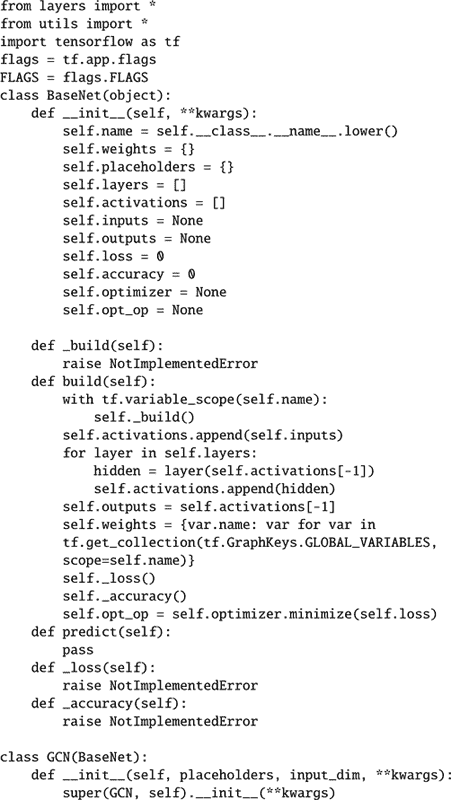 from layers import *
from utils import *
import tensorflow as tf
flags = tf.app.flags
FLAGS = flags.FLAGS
class BaseNet(object):
    def __init__(self, **kwargs):
        self.name = self.__class__.__name__.lower()
        self.weights = {}
        self.placeholders = {}
        self.layers = []
        self.activations = []
        self.inputs = None
        self.outputs = None
        self.loss = 0
        self.accuracy = 0
        self.optimizer = None
        self.opt_op = None

    def _build(self):
        raise NotImplementedError
    def build(self):
        with tf.variable_scope(self.name):
            self._build()
        self.activations.append(self.inputs)
        for layer in self.layers:
            hidden = layer(self.activations[-1])
            self.activations.append(hidden)
        self.outputs = self.activations[-1]
        self.weights = {var.name: var for var in
        tf.get_collection(tf.GraphKeys.GLOBAL_VARIABLES,
        scope=self.name)}
        self._loss()
        self._accuracy()
        self.opt_op = self.optimizer.minimize(self.loss)
    def predict(self):
        pass
    def _loss(self):
        raise NotImplementedError
    def _accuracy(self):
        raise NotImplementedError

class GCN(BaseNet):
    def __init__(self, placeholders, input_dim, **kwargs):
        super(GCN, self).__init__(**kwargs)